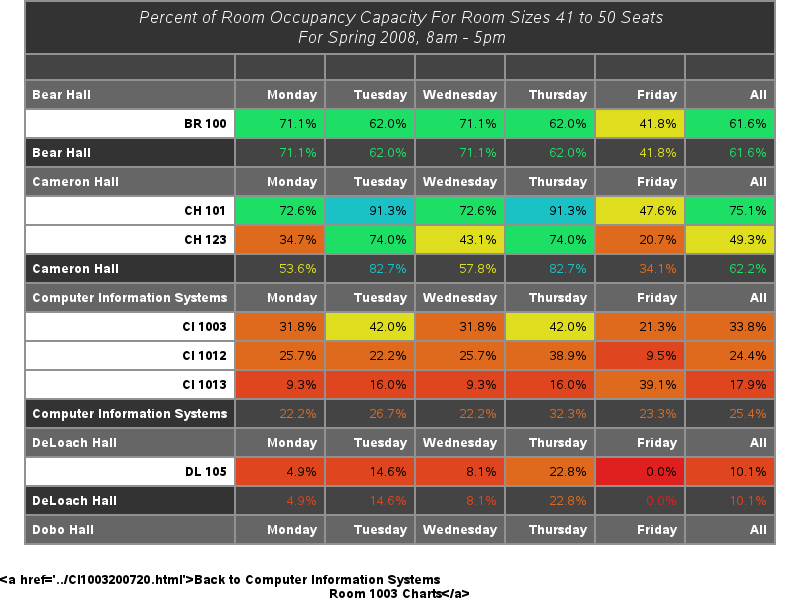 Percent of Room Occupancy Capacity For Room Sizes 41 to 50 Seats
For Spring 2008, 8am - 5pm
Bear Hall Monday Tuesday Wednesday Thursday Friday All
BR 100 71.1% 62.0% 71.1% 62.0% 41.8% 61.6%
Bear Hall 71.1% 62.0% 71.1% 62.0% 41.8% 61.6%
Cameron Hall Monday Tuesday Wednesday Thursday Friday All
CH 101 72.6% 91.3% 72.6% 91.3% 47.6% 75.1%
CH 123 34.7% 74.0% 43.1% 74.0% 20.7% 49.3%
Cameron Hall 53.6% 82.7% 57.8% 82.7% 34.1% 62.2%
Computer Information Systems Monday Tuesday Wednesday Thursday Friday All
CI 1003 31.8% 42.0% 31.8% 42.0% 21.3% 33.8%
CI 1012 25.7% 22.2% 25.7% 38.9% 9.5% 24.4%
CI 1013 9.3% 16.0% 9.3% 16.0% 39.1% 17.9%
Computer Information Systems 22.2% 26.7% 22.2% 32.3% 23.3% 25.4%
DeLoach Hall Monday Tuesday Wednesday Thursday Friday All
DL 105 4.9% 14.6% 8.1% 22.8% 0.0% 10.1%
DeLoach Hall 4.9% 14.6% 8.1% 22.8% 0.0% 10.1%
Dobo Hall Monday Tuesday Wednesday Thursday Friday All
<a href='../CI1003200720.html'>Back to Computer Information Systems
Room 1003 Charts</a>